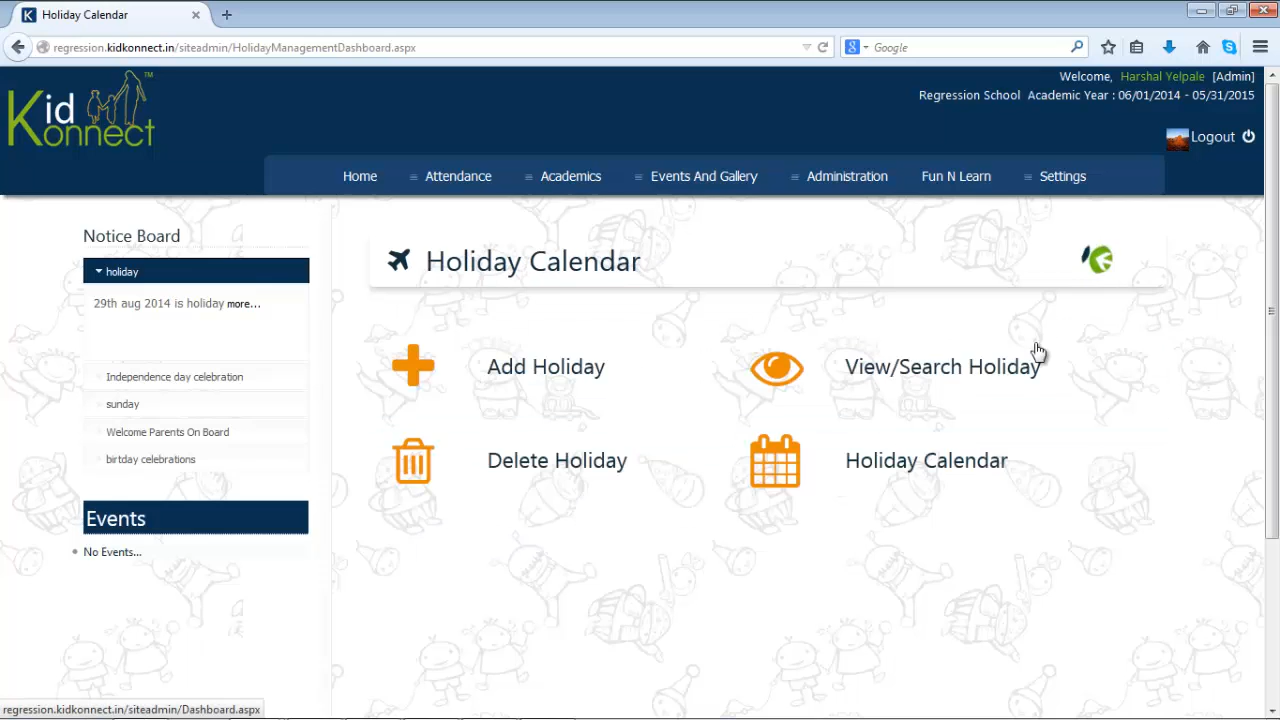 Holiday Calendar
regression.kidkonnect.in/siteadmin/HolidayManagementDashboard.aspx
Google
Kid Konnect TM
Welcome, Harshal Yelpale [Admin]
Regression School Academic Year : 06/01/2014 - 05/31/2015
Logout
Home Attendance Academics Events And Gallery Administration Fun N Learn Settings
Notice Board
holiday
29th aug 2014 is holiday more...
Independence day celebration
sunday
Welcome Parents On Board
birtday celebrations
Events
No Events...
Holiday Calendar
Add Holiday
View/Search Holiday
Delete Holiday
Holiday Calendar
regression.kidkonnect.in/siteadmin/Dashboard.aspx